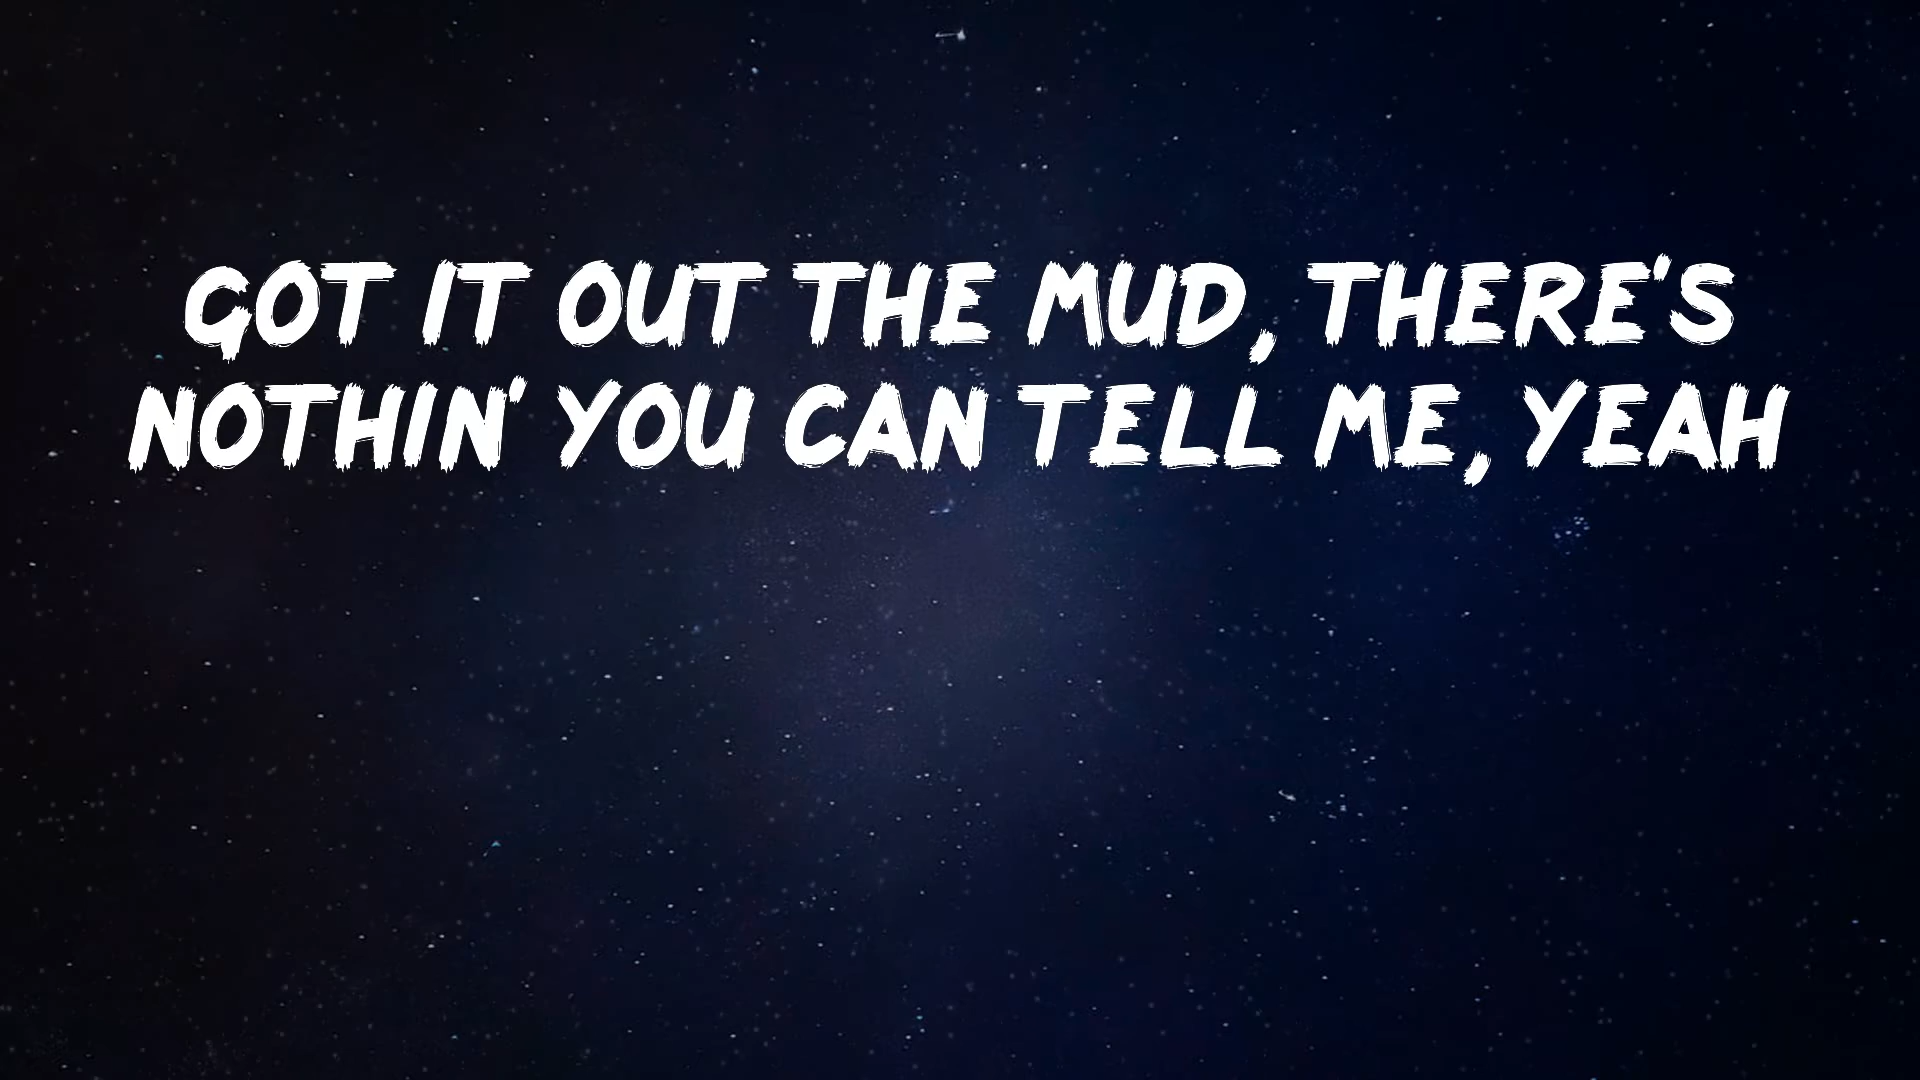 GOT IT OUT THE MUD, THERE'S
NOTHIN' YOU CAN TELL ME, YEAH